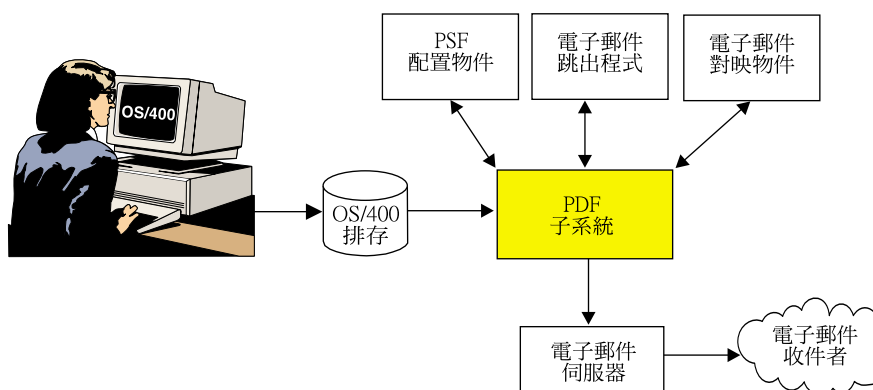 PSF
配置物件
電子郵件
跳出程式
電子郵件
對映物件
OS/400
OS/400
排存
PDF
子系統
電子郵件
伺服器
電子郵件
收件者